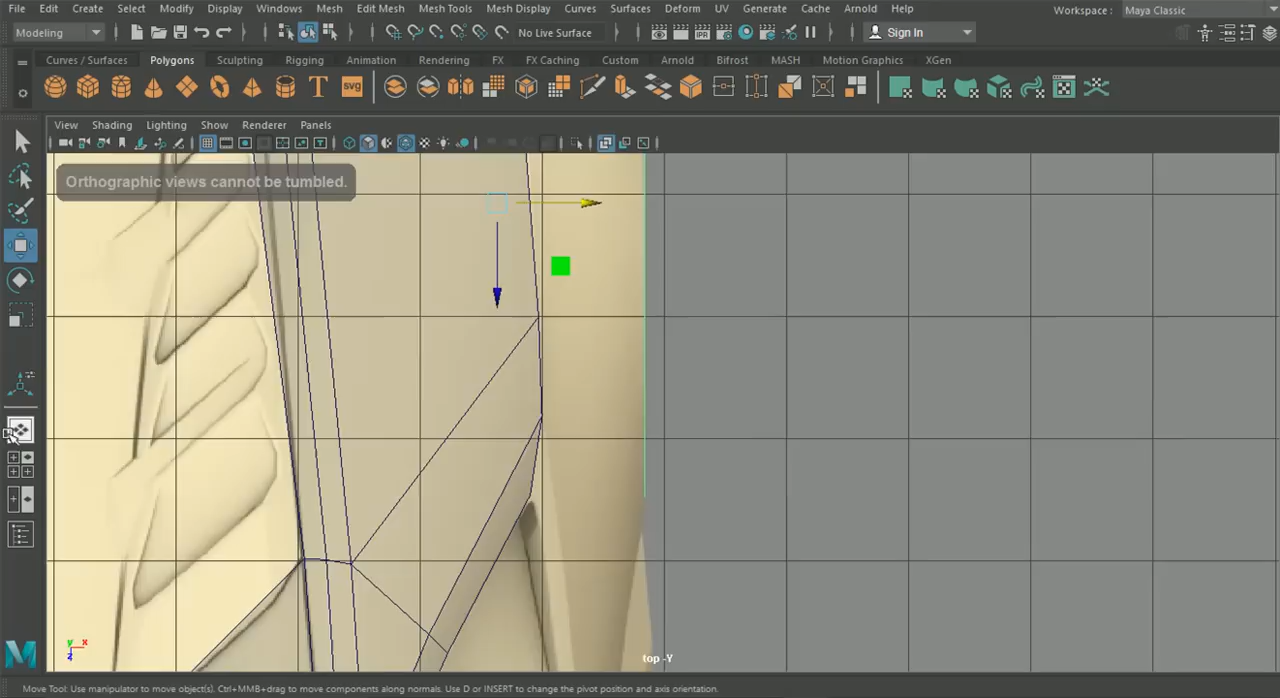 File Edit Create Select Modify Display Windows Mesh Edit Mesh Mesh Tools Mesh Display Curves Surfaces Deform UV Generate Cache Arnold Help Workspace : Maya Classic
Modeling No Live Surface IPR Sign In
Curves / Surfaces Polygons Sculpting Rigging Animation Rendering FX FX Caching Custom Arnold Bifrost MASH Motion Graphics XGen
T SVG
View Shading Lighting Show Renderer Panels
Orthographic views cannot be tumbled.
y x
z
top -Y
M
Move Tool: Use manipulator to move object(s). Ctrl+MMB+drag to move components along normals. Use D or INSERT to change the pivot position and axis orientation.